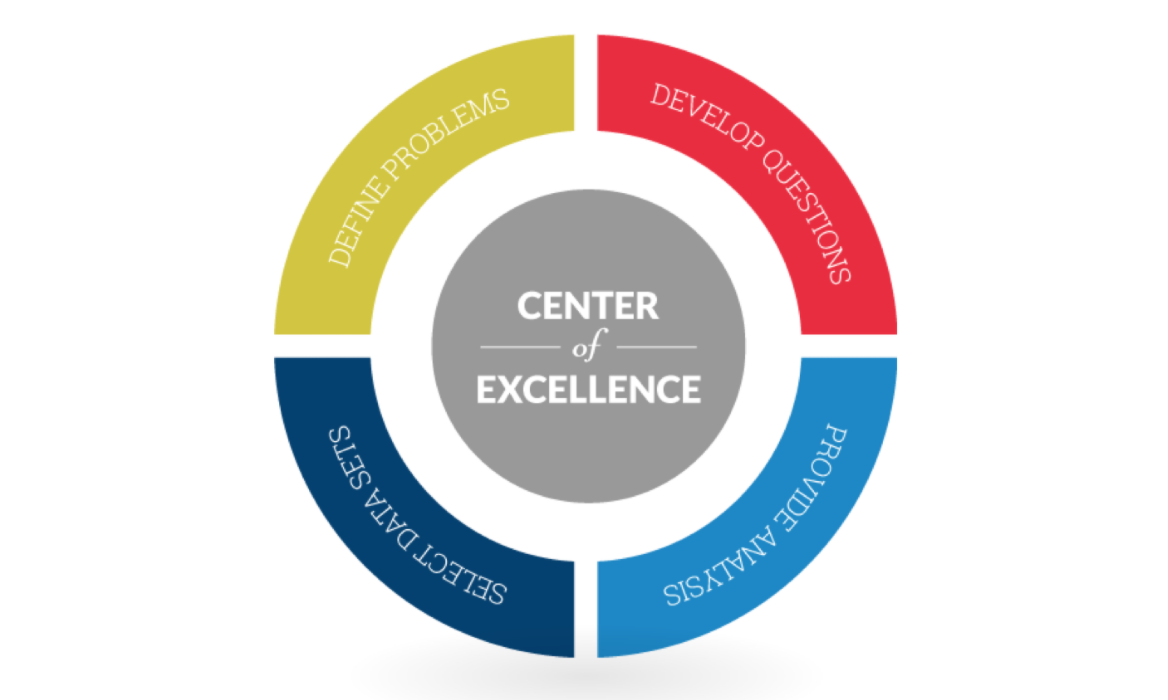 DEFINE PROBLEMS
DEVELOP QUESTIONS
CENTER
of
EXCELLENCE
SELECT DATA SETS
PROVIDE ANALYSIS